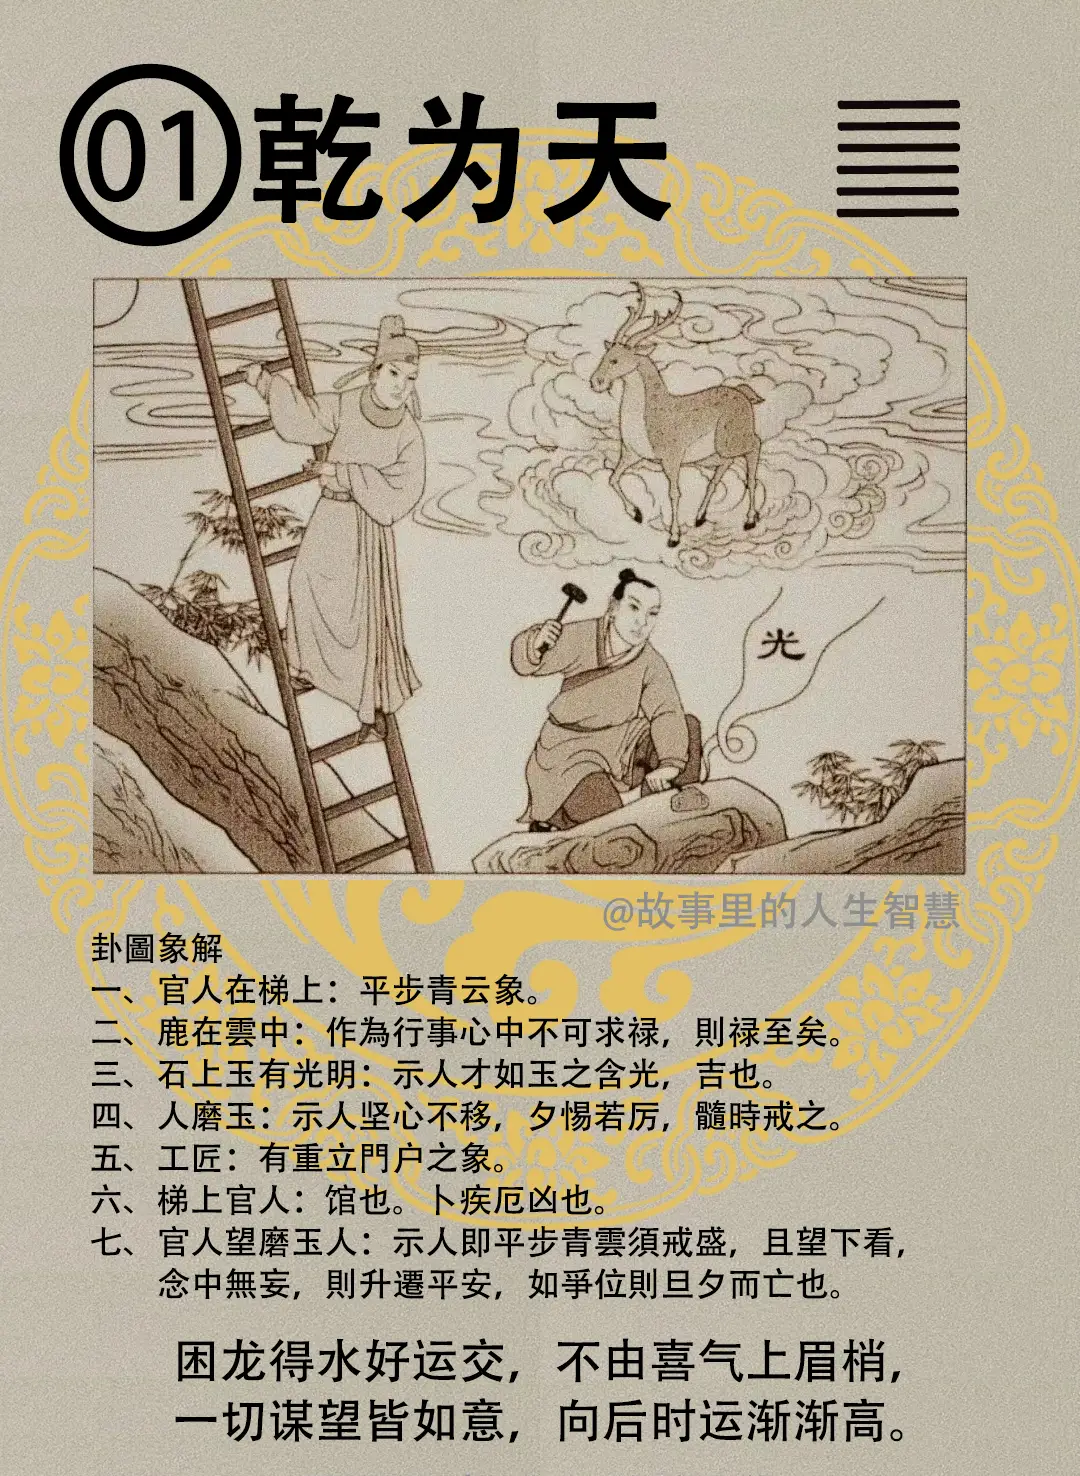 01 乾为天
光
@故事里的人生智慧
卦圖象解
一、官人在梯上：平步青云象。
二、鹿在雲中：作為行事心中不可求禄，則禄至矣。
三、石上玉有光明：示人才如玉之含光，吉也。
四、人磨玉：示人坚心不移，夕惕若厉，髓時戒之。
五、工匠：有重立門户之象。
六、梯上官人：馆也。卜疾厄凶也。
七、官人望磨玉人：示人即平步青雲須戒盛，且望下看，
念中無妄，則升遷平安，如爭位則旦夕而亡也。
困龙得水好运交，不由喜气上眉梢，
一切谋望皆如意，向后时运渐渐高。